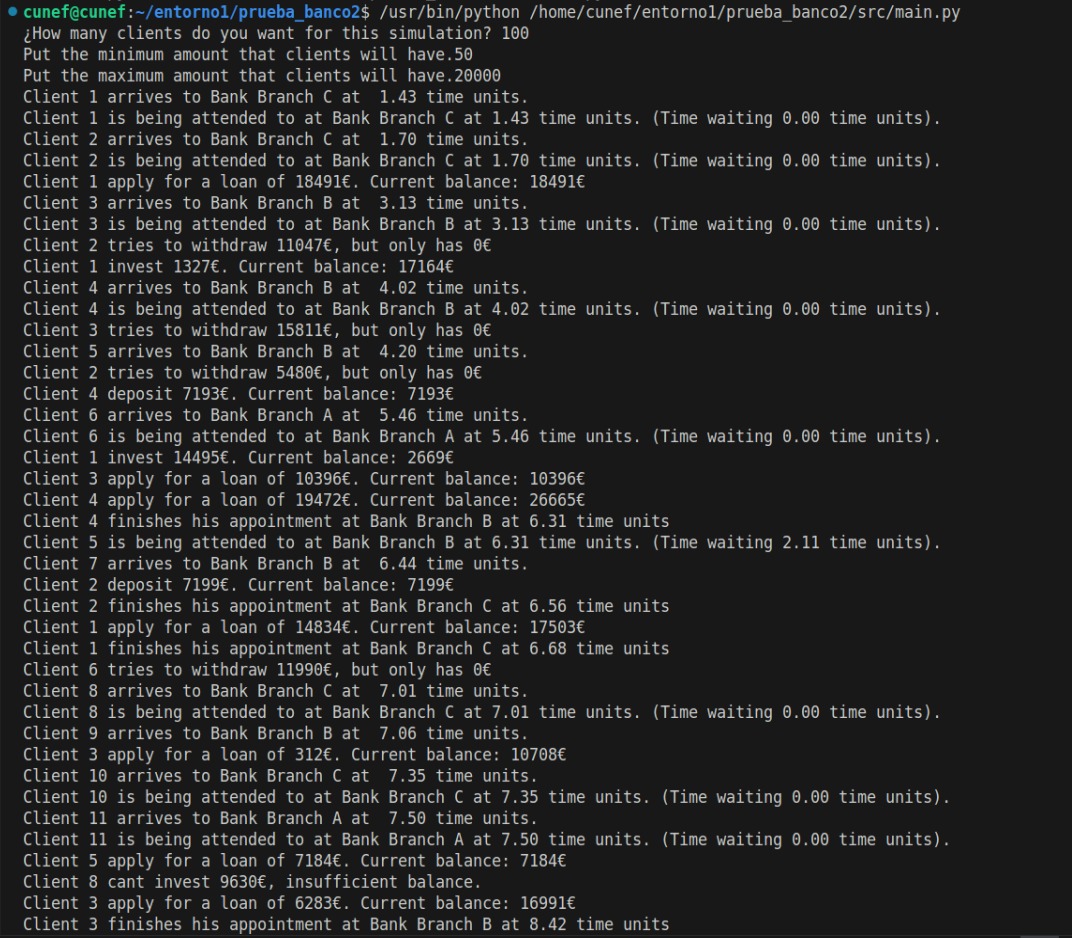 cunef@cunef:~/entorno1/prueba_banco2$ /usr/bin/python /home/cunef/entorno1/prueba_banco2/src/main.py
¿How many clients do you want for this simulation? 100
Put the minimum amount that clients will have.50
Put the maximum amount that clients will have.20000
Client 1 arrives to Bank Branch C at  1.43 time units.
Client 1 is being attended to at Bank Branch C at 1.43 time units. (Time waiting 0.00 time units).
Client 2 arrives to Bank Branch C at  1.70 time units.
Client 2 is being attended to at Bank Branch C at 1.70 time units. (Time waiting 0.00 time units).
Client 1 apply for a loan of 18491€. Current balance: 18491€
Client 3 arrives to Bank Branch B at  3.13 time units.
Client 3 is being attended to at Bank Branch B at 3.13 time units. (Time waiting 0.00 time units).
Client 2 tries to withdraw 11047€, but only has 0€
Client 1 invest 1327€. Current balance: 17164€
Client 4 arrives to Bank Branch B at  4.02 time units.
Client 4 is being attended to at Bank Branch B at 4.02 time units. (Time waiting 0.00 time units).
Client 3 tries to withdraw 15811€, but only has 0€
Client 5 arrives to Bank Branch B at  4.20 time units.
Client 2 tries to withdraw 5480€, but only has 0€
Client 4 deposit 7193€. Current balance: 7193€
Client 6 arrives to Bank Branch A at  5.46 time units.
Client 6 is being attended to at Bank Branch A at 5.46 time units. (Time waiting 0.00 time units).
Client 1 invest 14495€. Current balance: 2669€
Client 3 apply for a loan of 10396€. Current balance: 10396€
Client 4 apply for a loan of 19472€. Current balance: 26665€
Client 4 finishes his appointment at Bank Branch B at 6.31 time units
Client 5 is being attended to at Bank Branch B at 6.31 time units. (Time waiting 2.11 time units).
Client 7 arrives to Bank Branch B at  6.44 time units.
Client 2 deposit 7199€. Current balance: 7199€
Client 2 finishes his appointment at Bank Branch C at 6.56 time units
Client 1 apply for a loan of 14834€. Current balance: 17503€
Client 1 finishes his appointment at Bank Branch C at 6.68 time units
Client 6 tries to withdraw 11990€, but only has 0€
Client 8 arrives to Bank Branch C at  7.01 time units.
Client 8 is being attended to at Bank Branch C at 7.01 time units. (Time waiting 0.00 time units).
Client 9 arrives to Bank Branch B at  7.06 time units.
Client 3 apply for a loan of 312€. Current balance: 10708€
Client 10 arrives to Bank Branch C at  7.35 time units.
Client 10 is being attended to at Bank Branch C at 7.35 time units. (Time waiting 0.00 time units).
Client 11 arrives to Bank Branch A at  7.50 time units.
Client 11 is being attended to at Bank Branch A at 7.50 time units. (Time waiting 0.00 time units).
Client 5 apply for a loan of 7184€. Current balance: 7184€
Client 8 cant invest 9630€, insufficient balance.
Client 3 apply for a loan of 6283€. Current balance: 16991€
Client 3 finishes his appointment at Bank Branch B at 8.42 time units